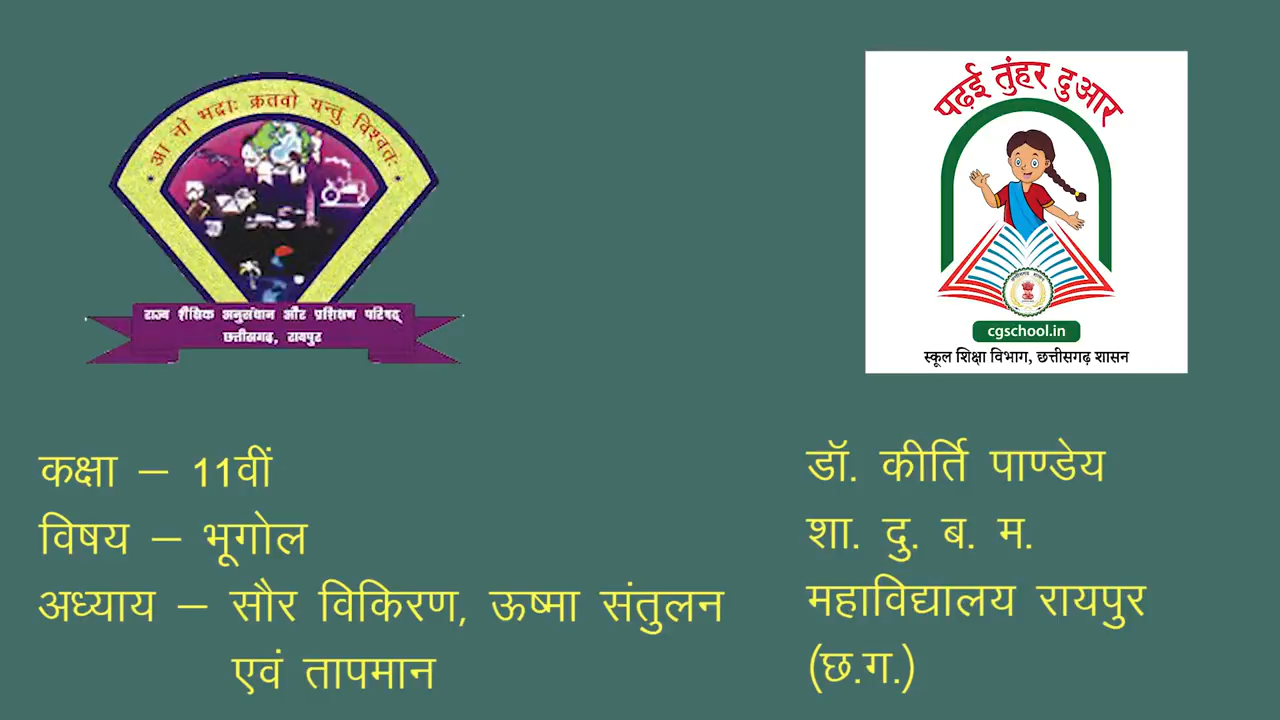 आ नो भद्राः क्रतवो यन्तु विश्वतः
राज्य शैक्षिक अनुसंधान और प्रशिक्षण परिषद्
छत्तीसगढ़, रायपुर
पढ़ई तुंहर दुआर
cgschool.in
स्कूल शिक्षा विभाग, छत्तीसगढ़ शासन
कक्षा – 11वीं
विषय – भूगोल
अध्याय – सौर विकिरण, ऊष्मा संतुलन
एवं तापमान
डॉ. कीर्ति पाण्डेय
शा. दु. ब. म.
महाविद्यालय रायपुर
(छ.ग.)